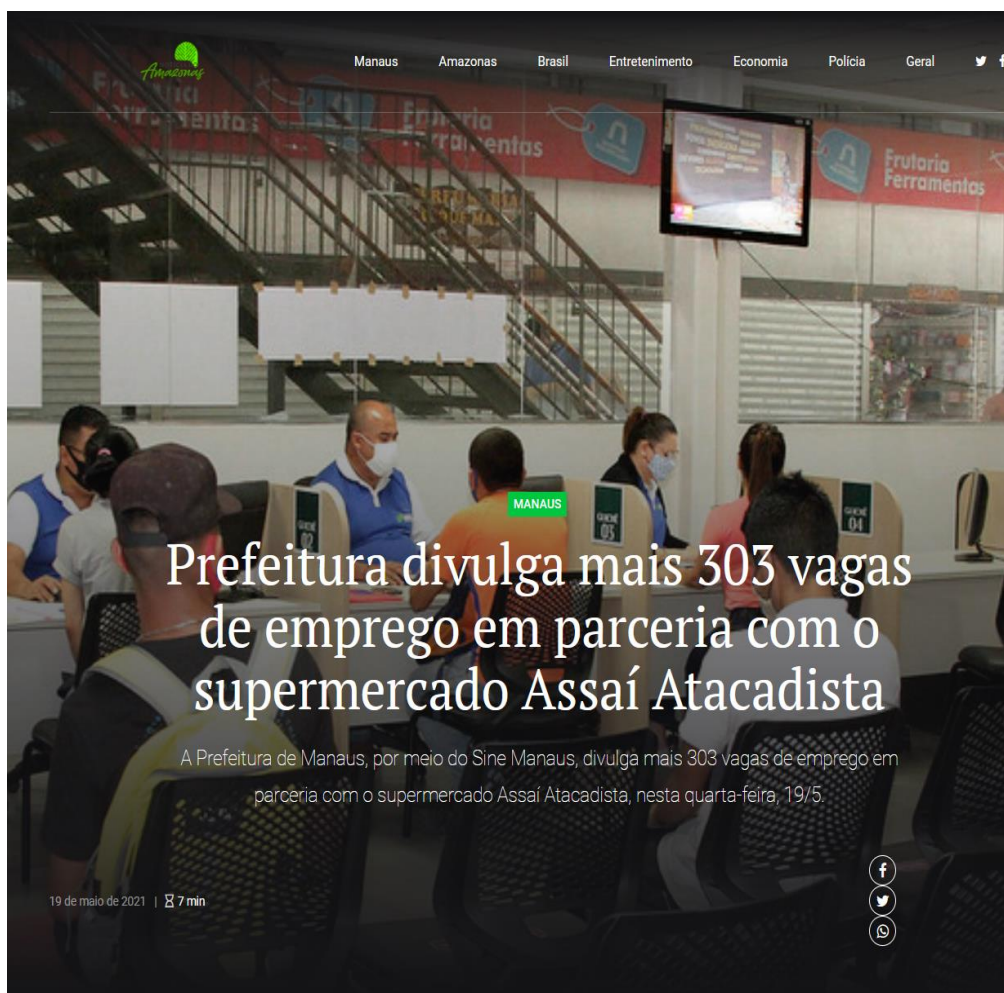 Amazonas
Manaus Amazonas Brasil Entretenimento Economia Polícia Geral
Frutaria
Ferramentas
Frutaria
Ferramentas
Frutaria
Ferramentas
GUICHÊ
02
GUICHÊ
03
GUICHÊ
04
MANAUS
Prefeitura divulga mais 303 vagas
de emprego em parceria com o
supermercado Assaí Atacadista
A Prefeitura de Manaus, por meio do Sine Manaus, divulga mais 303 vagas de emprego em
parceria com o supermercado Assaí Atacadista, nesta quarta-feira, 19/5.
19 de maio de 2021 | 7 min